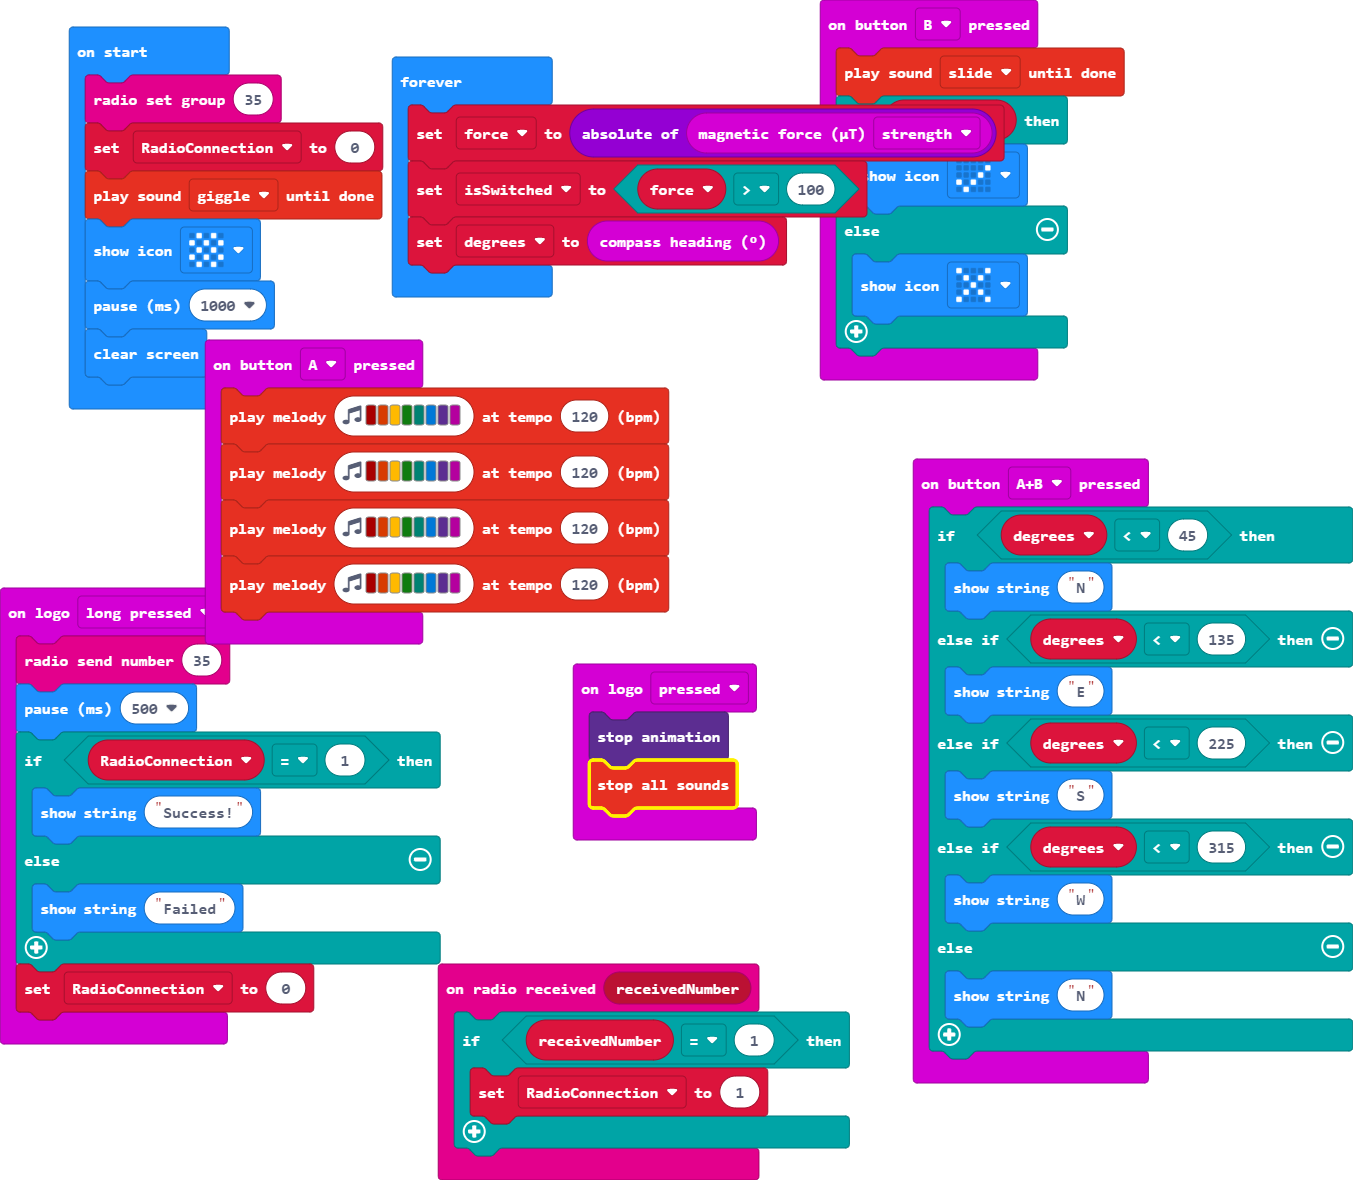 on start
radio set group 35
set RadioConnection to 0
play sound giggle until done
show icon
pause (ms) 1000
clear screen
forever
set force to absolute of magnetic force (µT) strength
set isSwitched to force > 100
set degrees to compass heading (º)
on button B pressed
play sound slide until done
then
show icon
else
show icon
on button A pressed
play melody at tempo 120 (bpm)
play melody at tempo 120 (bpm)
play melody at tempo 120 (bpm)
play melody at tempo 120 (bpm)
on logo long pressed
radio send number 35
pause (ms) 500
if RadioConnection = 1 then
show string "Success!"
else
show string "Failed"
set RadioConnection to 0
on logo pressed
stop animation
stop all sounds
on radio received receivedNumber
if receivedNumber = 1 then
set RadioConnection to 1
on button A+B pressed
if degrees < 45 then
show string "N"
else if degrees < 135 then
show string "E"
else if degrees < 225 then
show string "S"
else if degrees < 315 then
show string "W"
else
show string "N"